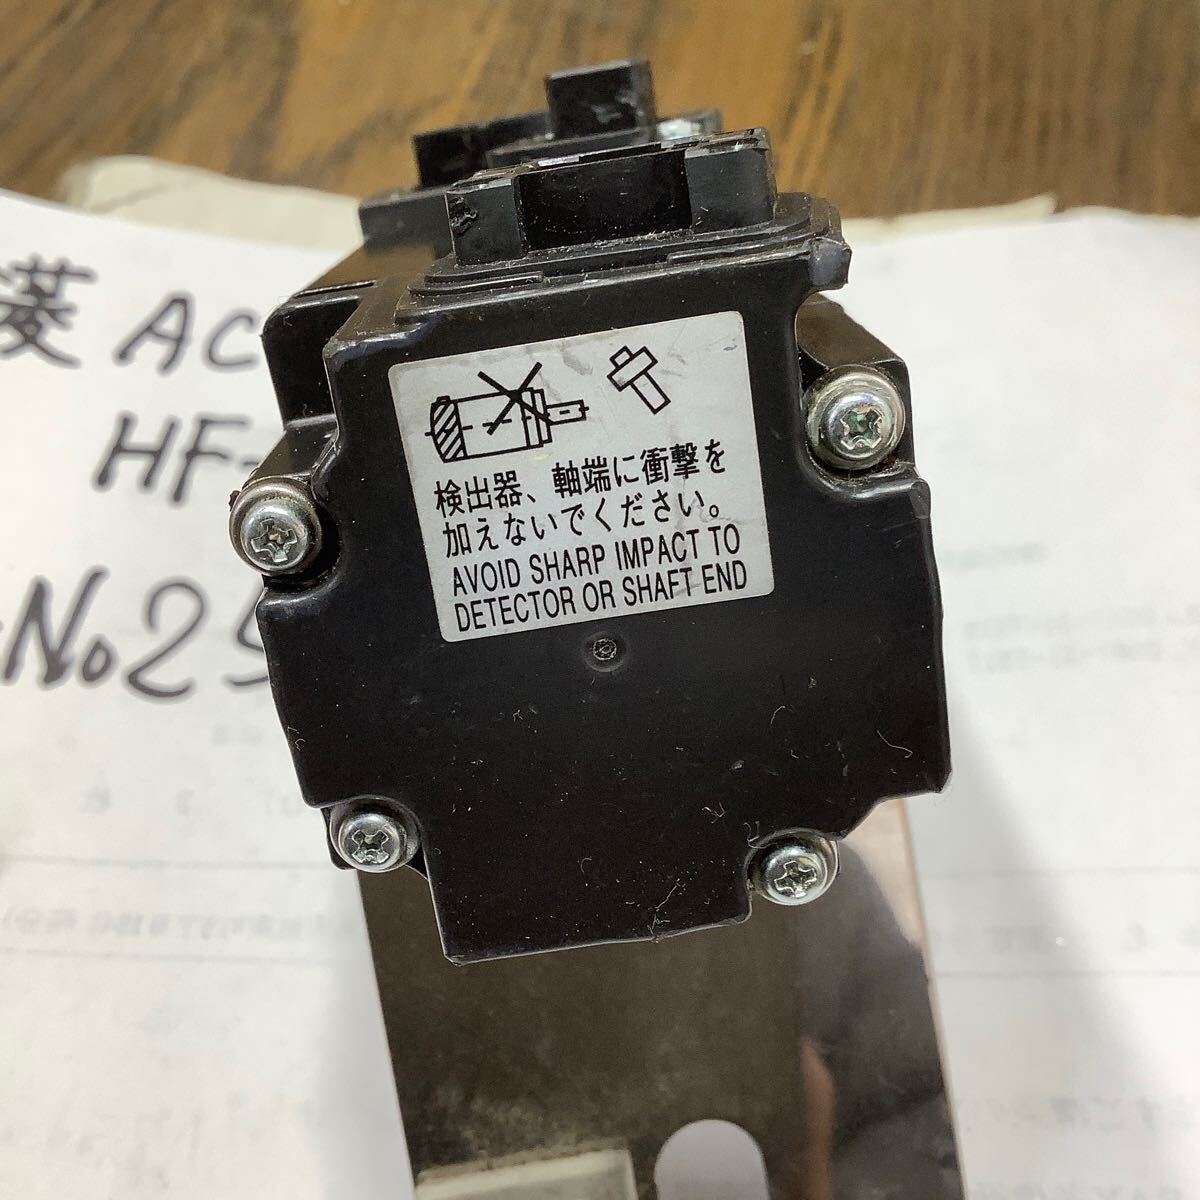 菱 AC
HF-
No25
検出器、軸端に衝撃を
加えないでください。
AVOID SHARP IMPACT TO
DETECTOR OR SHAFT END